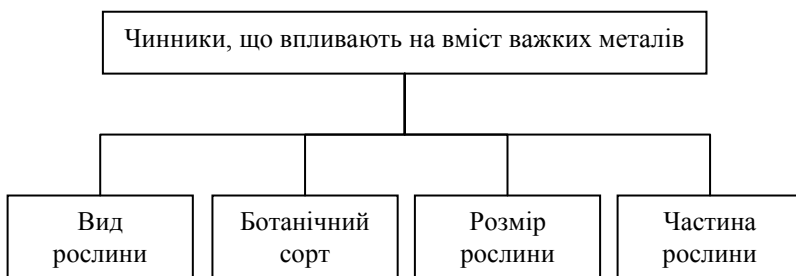 Чинники, що впливають на вміст важких металів
Вид
рослини
Ботанічний
сорт
Розмір
рослини
Частина
рослини